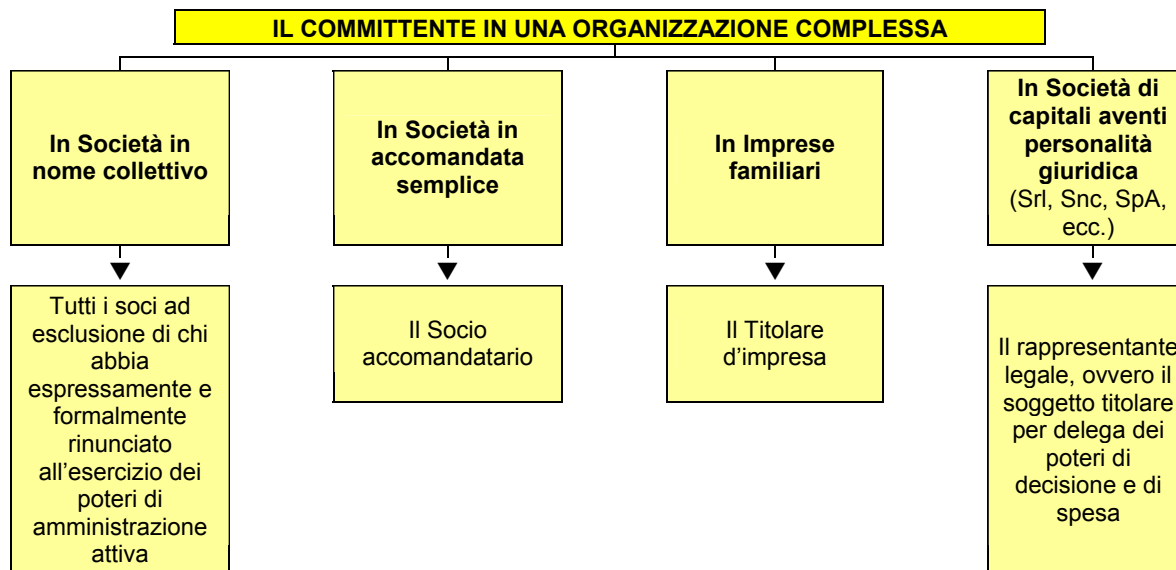 IL COMMITTENTE IN UNA ORGANIZZAZIONE COMPLESSA
In Società in
nome collettivo
In Società in
accomandata
semplice
In Imprese
familiari
In Società di
capitali aventi
personalità
giuridica
(Srl, Snc, SpA,
ecc.)
Tutti i soci ad
esclusione di chi
abbia
espressamente e
formalmente
rinunciato
all’esercizio dei
poteri di
amministrazione
attiva
Il Socio
accomandatario
Il Titolare
d’impresa
Il rappresentante
legale, ovvero il
soggetto titolare
per delega dei
poteri di
decisione e di
spesa